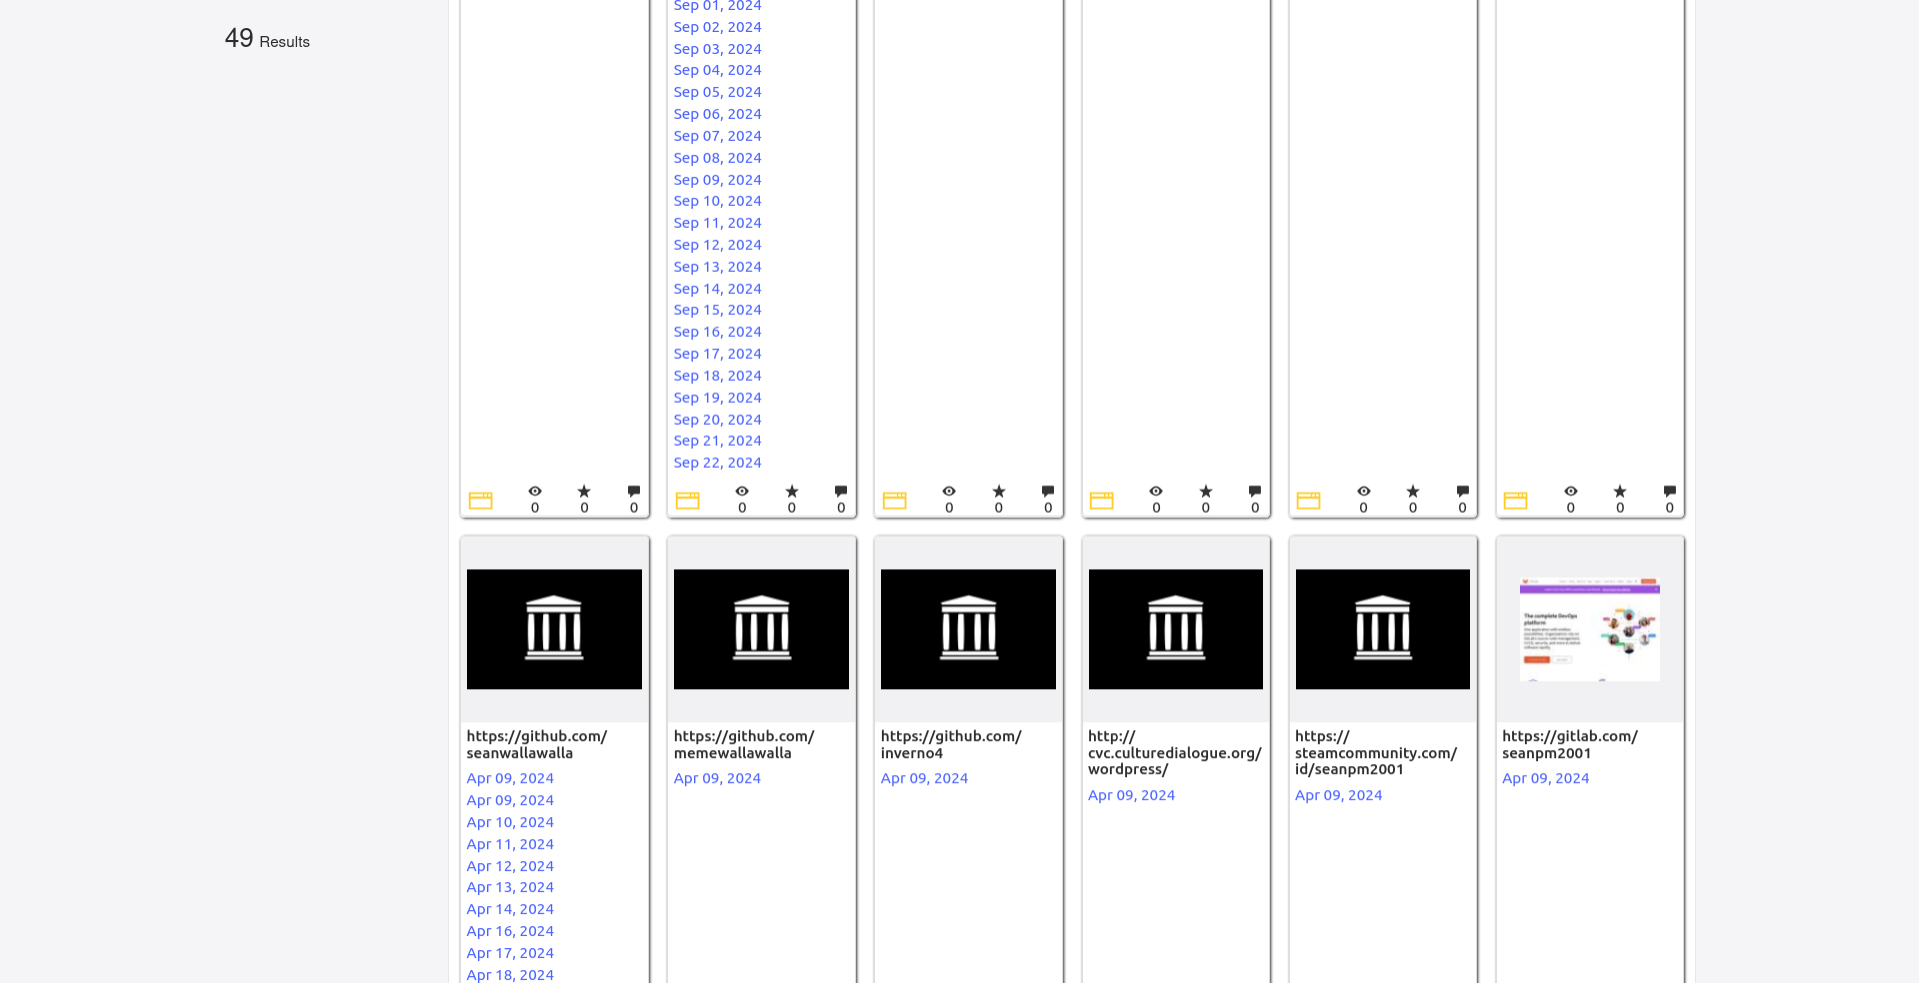 49 Results
Sep 01, 2024
Sep 02, 2024
Sep 03, 2024
Sep 04, 2024
Sep 05, 2024
Sep 06, 2024
Sep 07, 2024
Sep 08, 2024
Sep 09, 2024
Sep 10, 2024
Sep 11, 2024
Sep 12, 2024
Sep 13, 2024
Sep 14, 2024
Sep 15, 2024
Sep 16, 2024
Sep 17, 2024
Sep 18, 2024
Sep 19, 2024
Sep 20, 2024
Sep 21, 2024
Sep 22, 2024
0 0 0
0 0 0
0 0 0
0 0 0
0 0 0
0 0 0
https://github.com/
seanwallawalla
Apr 09, 2024
Apr 09, 2024
Apr 10, 2024
Apr 11, 2024
Apr 12, 2024
Apr 13, 2024
Apr 14, 2024
Apr 16, 2024
Apr 17, 2024
Apr 18, 2024
https://github.com/
memewallawalla
Apr 09, 2024
https://github.com/
inverno4
Apr 09, 2024
http://
cvc.culturedialogue.org/
wordpress/
Apr 09, 2024
https://
steamcommunity.com/
id/seanpm2001
Apr 09, 2024
The complete DevOps
platform
https://gitlab.com/
seanpm2001
Apr 09, 2024